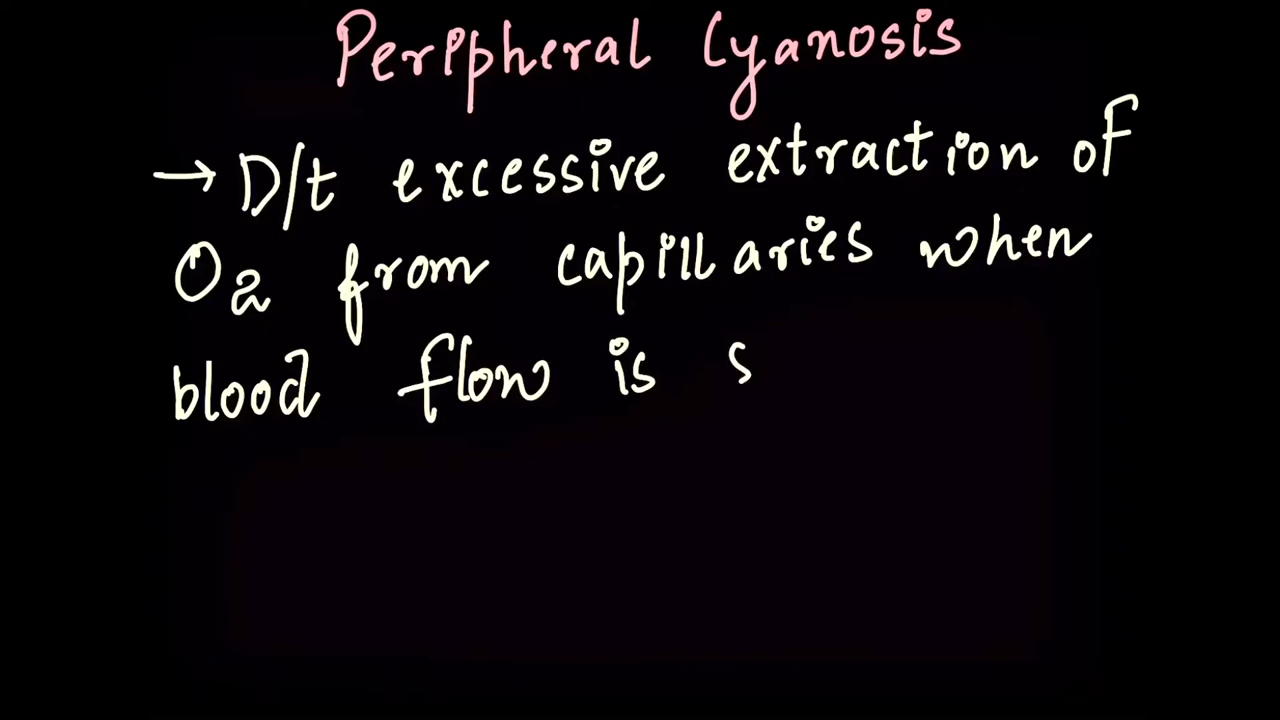 Peripheral Cyanosis
→ D/t excessive extraction of
O2 from capillaries when
blood flow is s